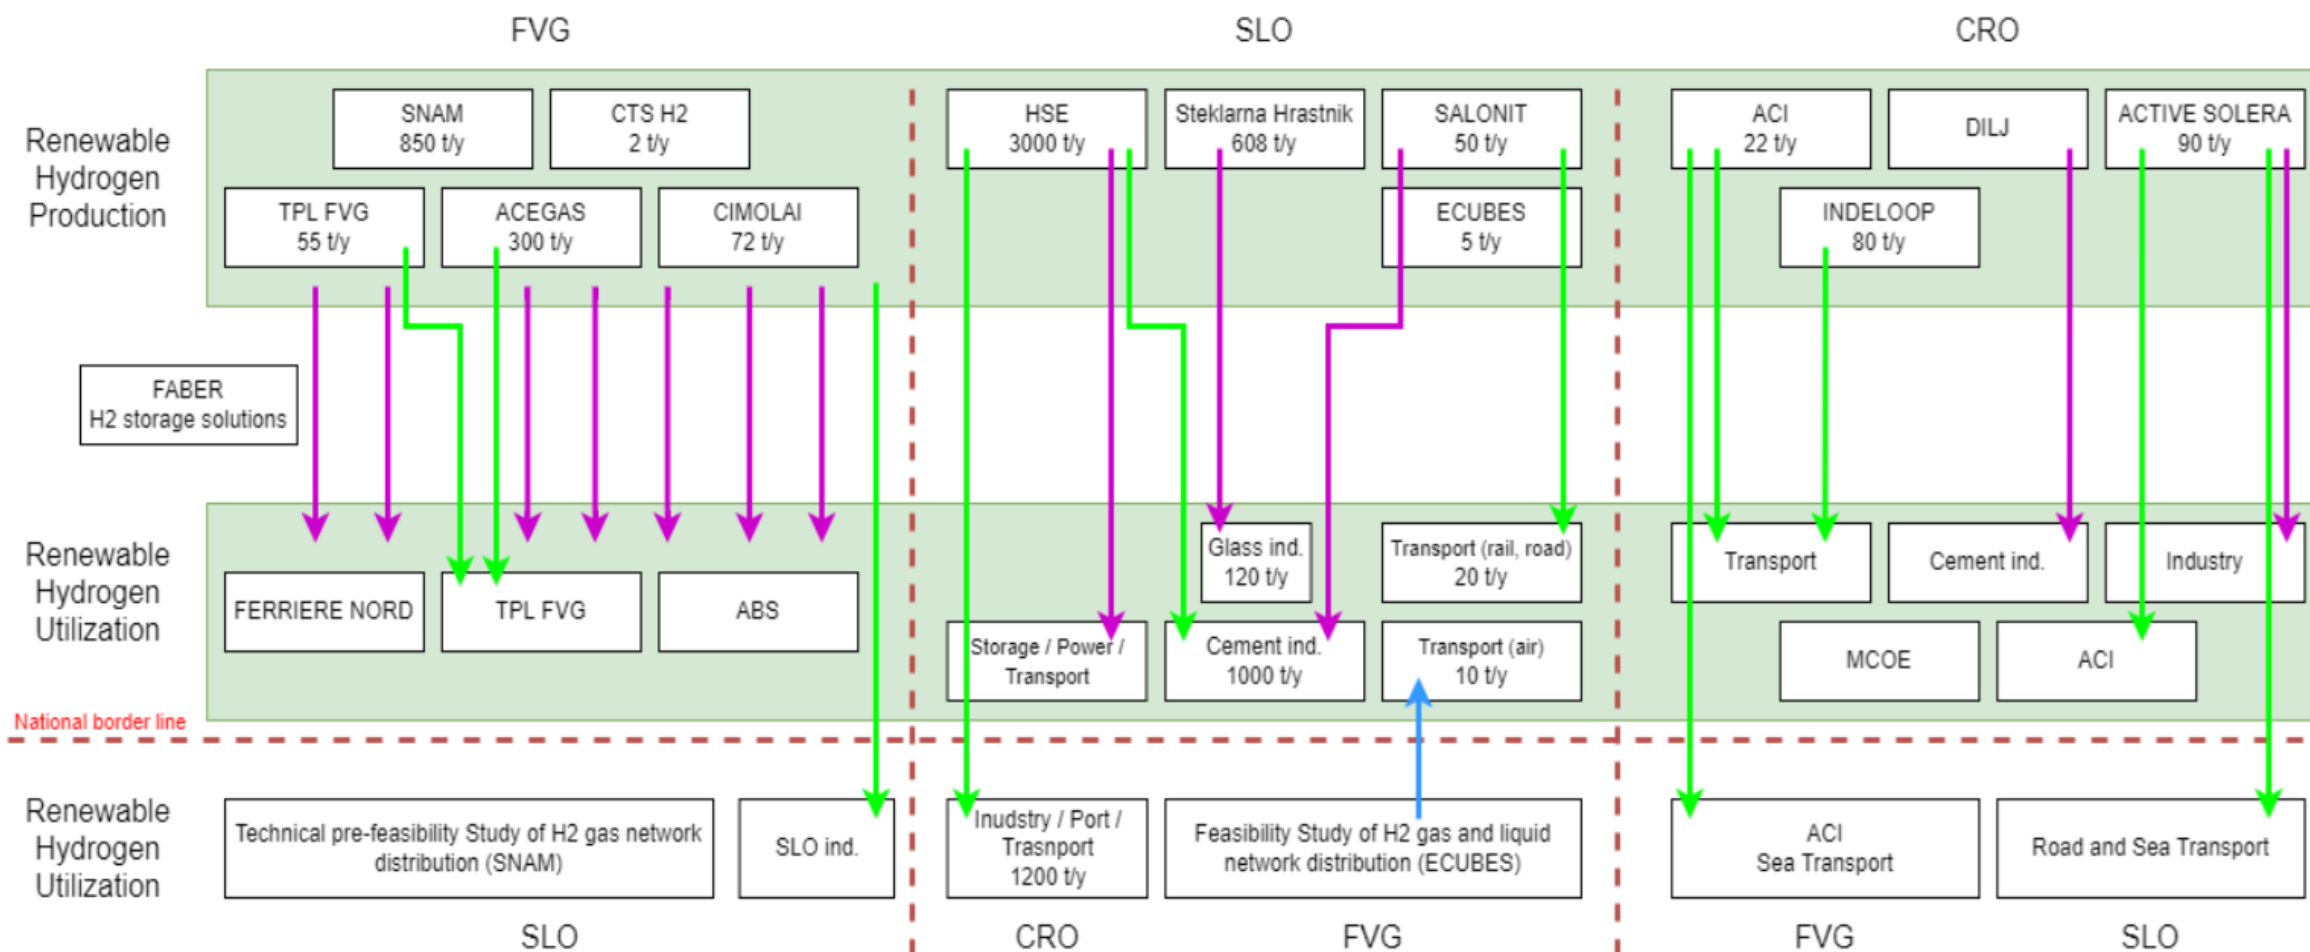 FVG
SLO
CRO
Renewable
Hydrogen
Production
SNAM
850 t/y
CTS H2
2 t/y
TPL FVG
55 t/y
ACEGAS
300 t/y
CIMOLAI
72 t/y
HSE
3000 t/y
Steklarna Hrastnik
608 t/y
SALONIT
50 t/y
ECUBES
5 t/y
ACI
22 t/y
DILJ
ACTIVE SOLERA
90 t/y
INDELOOP
80 t/y
FABER
H2 storage solutions
Renewable
Hydrogen
Utilization
FERRIERE NORD
TPL FVG
ABS
Glass ind.
120 t/y
Transport (rail, road)
20 t/y
Storage / Power /
Transport
Cement ind.
1000 t/y
Transport (air)
10 t/y
Transport
Cement ind.
Industry
MCOE
ACI
National border line
Renewable
Hydrogen
Utilization
Technical pre-feasibility Study of H2 gas network
distribution (SNAM)
SLO ind.
Inudstry / Port /
Trasnport
1200 t/y
Feasibility Study of H2 gas and liquid
network distribution (ECUBES)
ACI
Sea Transport
Road and Sea Transport
SLO
CRO
FVG
FVG
SLO